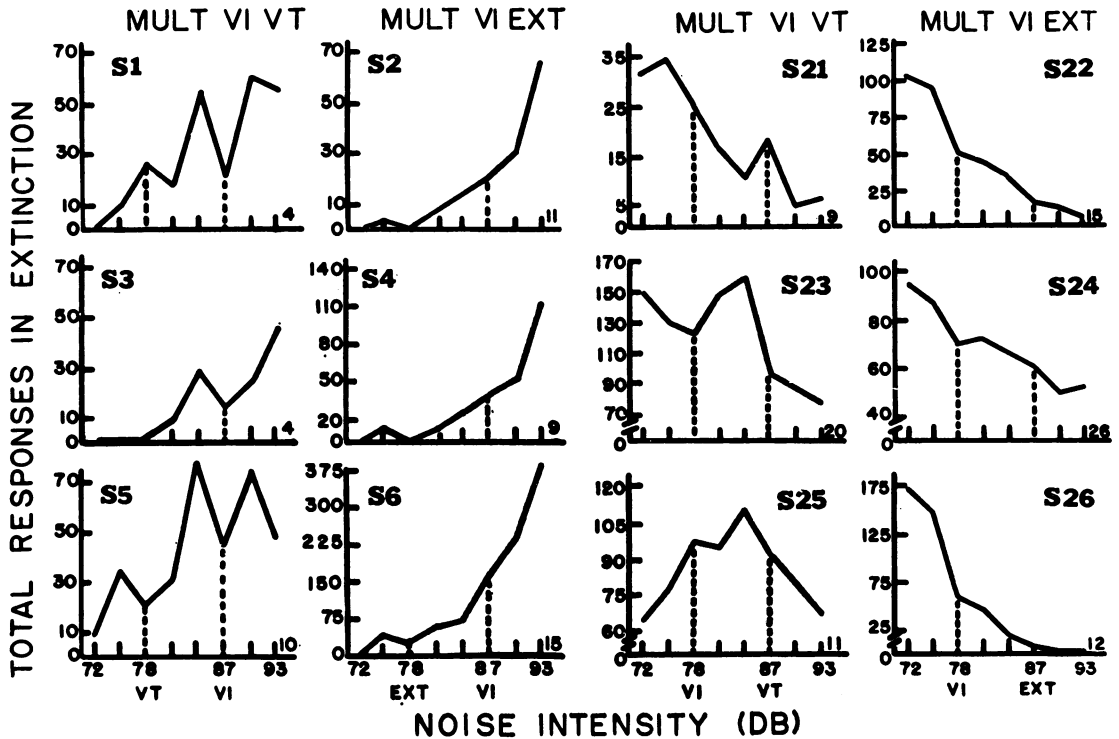 MULT VI VT
MULT VI EXT
MULT VI VT
MULT VI EXT
TOTAL RESPONSES IN EXTINCTION
S1
70
50
30
10
0
4
S2
70
50
30
10
0
11
S21
35
25
15
5
0
9
S22
125
100
75
50
25
0
15
S3
70
50
30
10
0
4
S4
140
110
80
50
20
0
9
S23
170
150
130
110
90
70
0
20
S24
100
80
60
40
0
26
S5
70
50
30
10
10
S6
375
300
225
150
75
0
15
S25
120
105
90
75
60
0
11
S26
175
125
75
25
0
12
72 78 87 93
VT VI
72 78 87 93
EXT VI
72 78 87 93
VI VT
72 78 87 93
VI EXT
NOISE INTENSITY (DB)